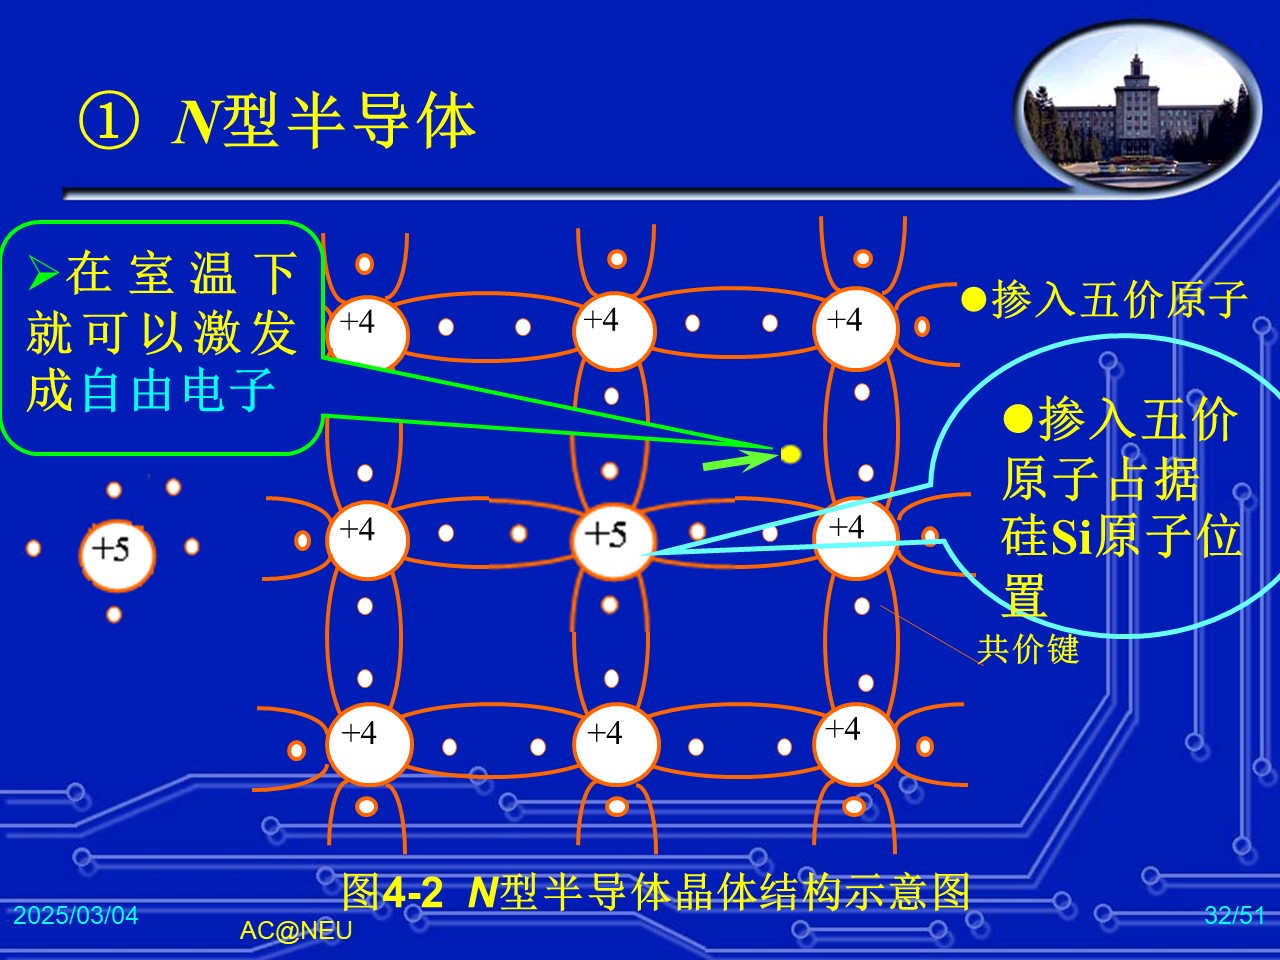 ① N型半导体
➢在室温下
就可以激发
成自由电子
●掺入五价原子
●掺入五价
原子占据
硅Si原子位
置
+4
+4
+4
+4
+5
+4
+5
+4
+4
+4
共价键
图4-2 N型半导体晶体结构示意图
2025/03/04
AC@NEU
32/51